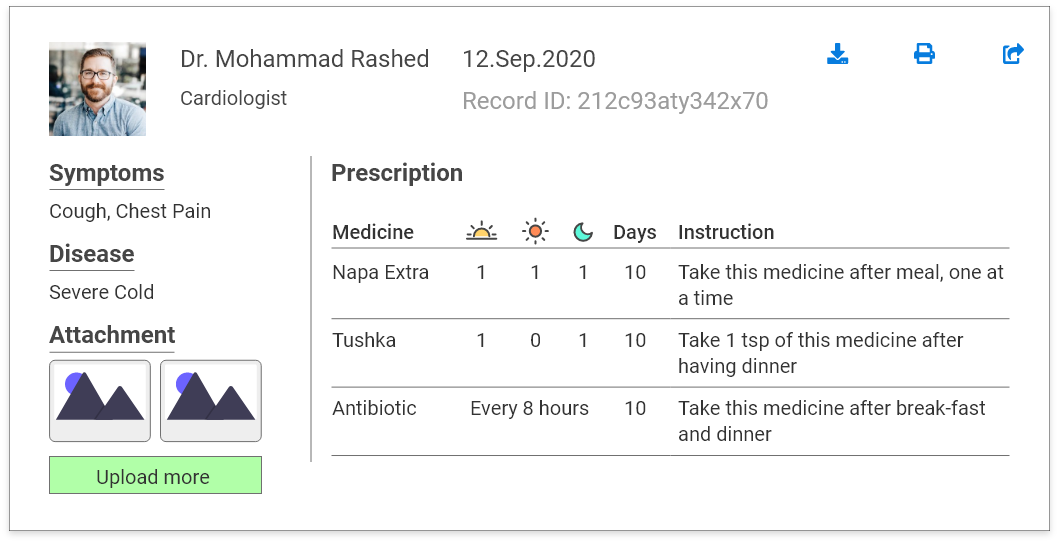 Dr. Mohammad Rashed
12.Sep.2020
Cardiologist
Record ID: 212c93aty342x70
Symptoms
Cough, Chest Pain
Disease
Severe Cold
Attachment
Upload more
Prescription
Medicine Days Instruction
Napa Extra 1 1 1 10 Take this medicine after meal, one at
a time
Tushka 1 0 1 10 Take 1 tsp of this medicine after
having dinner
Antibiotic Every 8 hours 10 Take this medicine after break-fast
and dinner